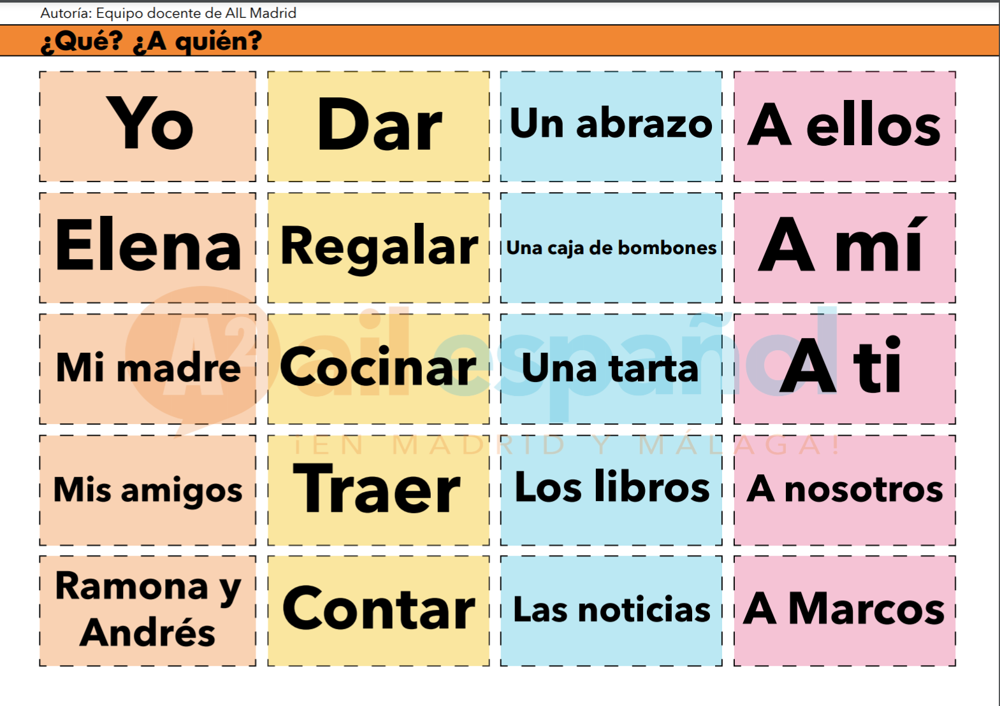 Autoría: Equipo docente de AIL Madrid
¿Qué? ¿A quién?
Yo
Dar
Un abrazo
A ellos
Elena
Regalar
Una caja de bombones
A mí
Mi madre
Cocinar
Una tarta
A ti
A2 ail español
¡EN MADRID Y MÁLAGA!
Mis amigos
Traer
Los libros
A nosotros
Ramona y
Andrés
Contar
Las noticias
A Marcos